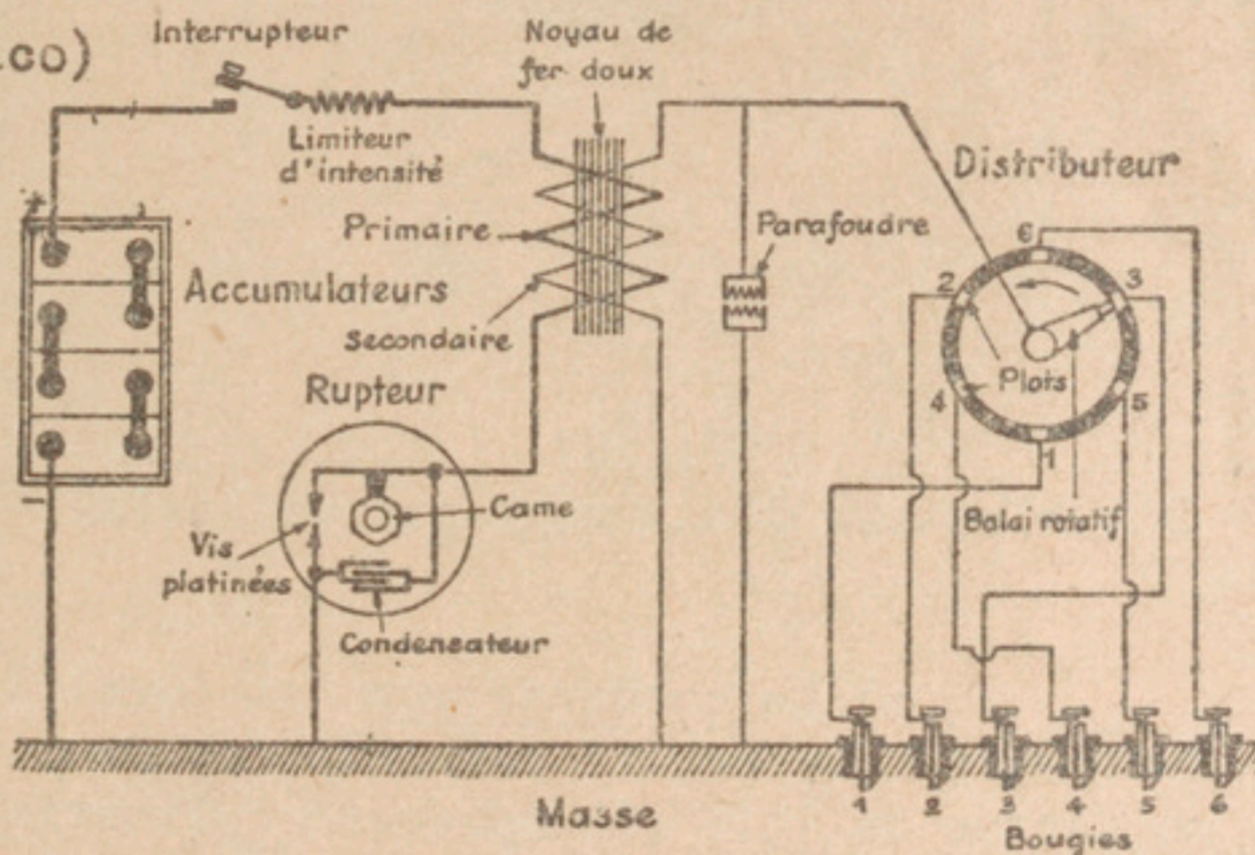 Interrupteur
Noyau de
fer doux
Limiteur
d'intensité
Distributeur
+
Primaire
Parafoudre
6
2
3
Accumulateurs
Secondaire
Plots
4
5
Rupteur
1
Came
Balai rotatif
-
Vis
platinées
Condensateur
Masse
1 2 3 4 5 6
Bougies